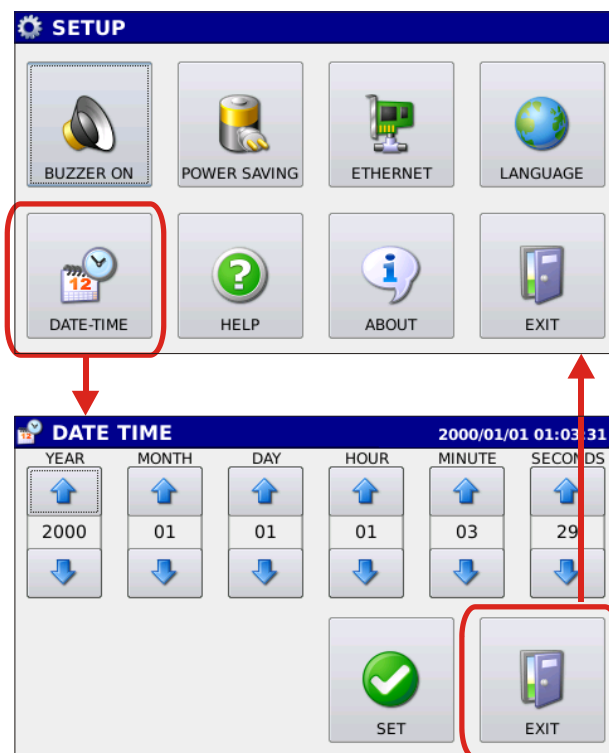 SETUP
BUZZER ON POWER SAVING ETHERNET LANGUAGE
12
DATE-TIME HELP ABOUT EXIT
12 DATE TIME 2000/01/01 01:03:31
YEAR MONTH DAY HOUR MINUTE SECONDS
2000 01 01 01 03 29
SET EXIT